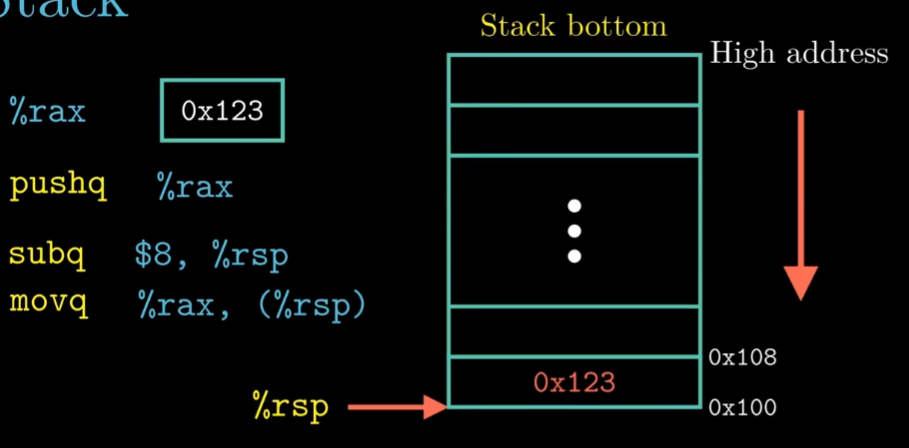 Stack
Stack bottom
High address
%rax 0x123
pushq %rax
subq $8, %rsp
movq %rax, (%rsp)
0x108
0x123
%rsp
0x100